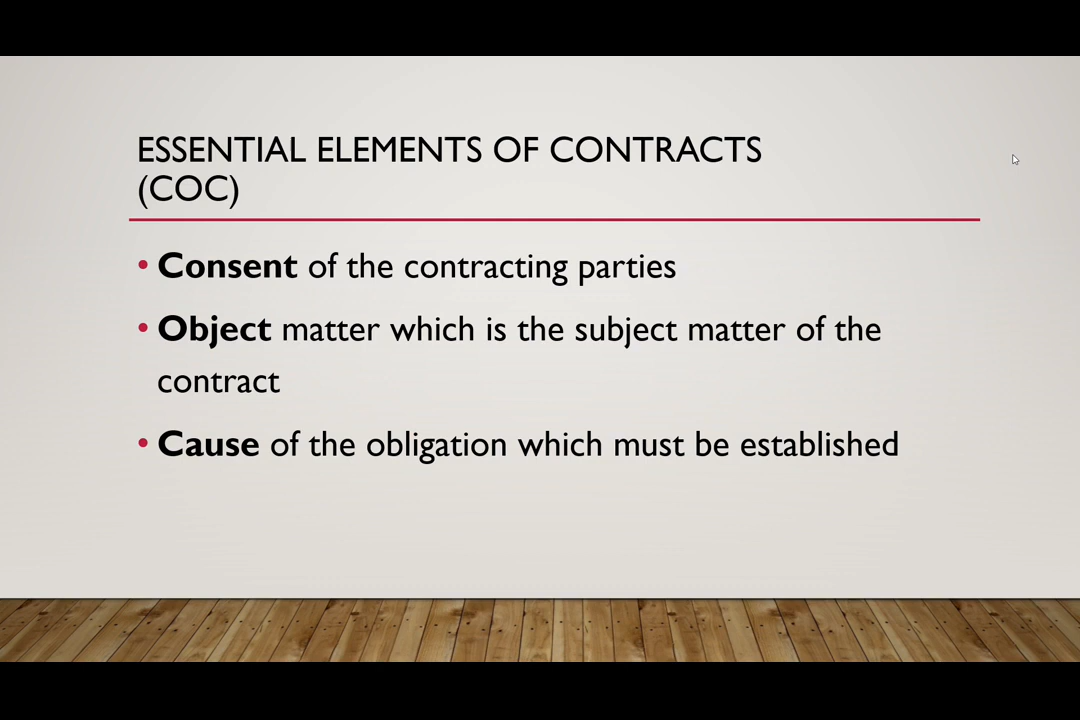 ESSENTIAL ELEMENTS OF CONTRACTS
(COC)
• Consent of the contracting parties
• Object matter which is the subject matter of the
contract
• Cause of the obligation which must be established